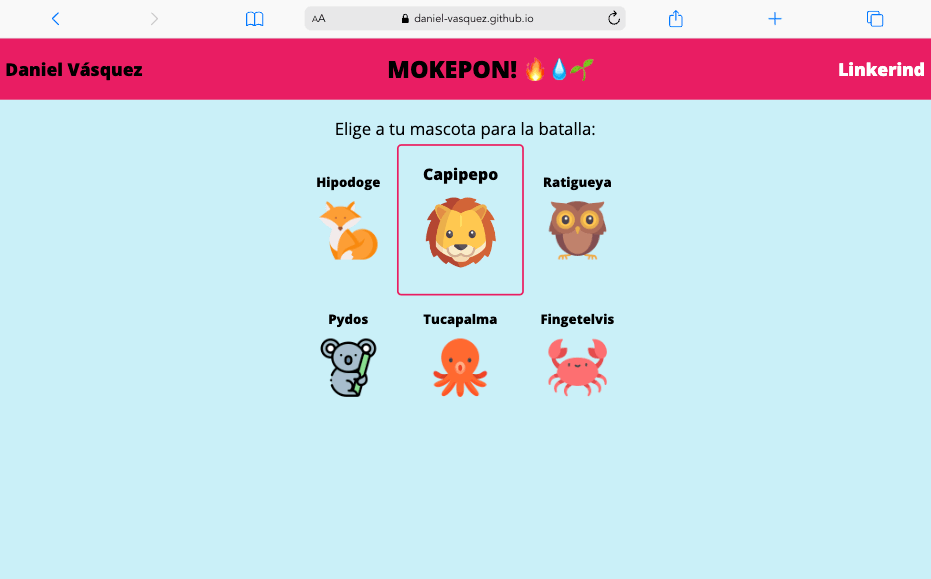 AA daniel-vasquez.github.io
Daniel Vásquez MOKEPON! 🔥💧🌱 Linkerind
Elige a tu mascota para la batalla:
Hipodoge Capipepo Ratigueya
Pydos Tucapalma Fingetelvis